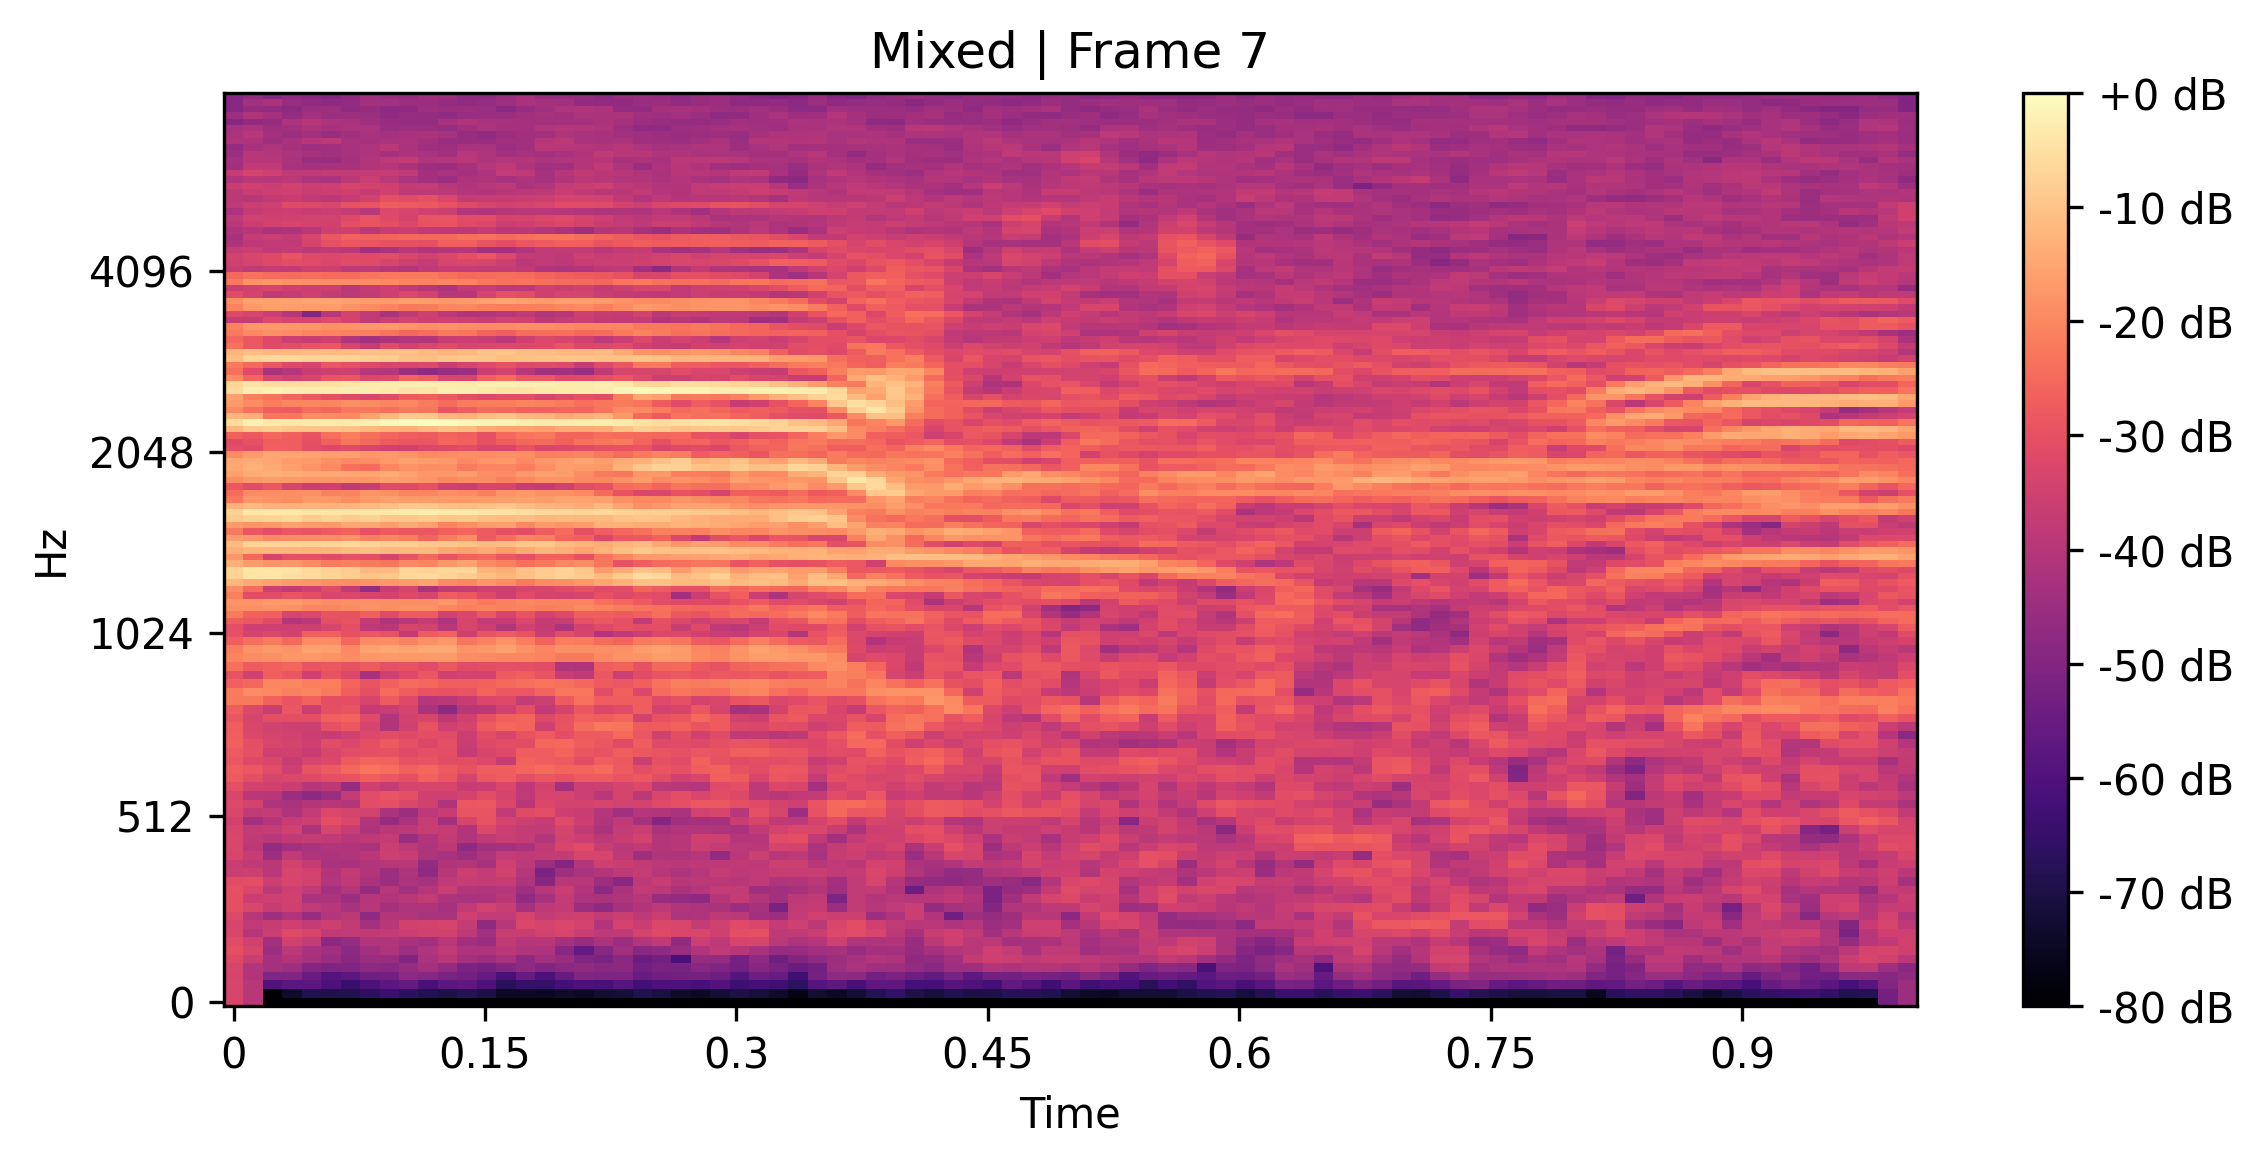 Mixed | Frame 7
Hz
4096
2048
1024
512
0
0 0.15 0.3 0.45 0.6 0.75 0.9
Time
+0 dB
-10 dB
-20 dB
-30 dB
-40 dB
-50 dB
-60 dB
-70 dB
-80 dB